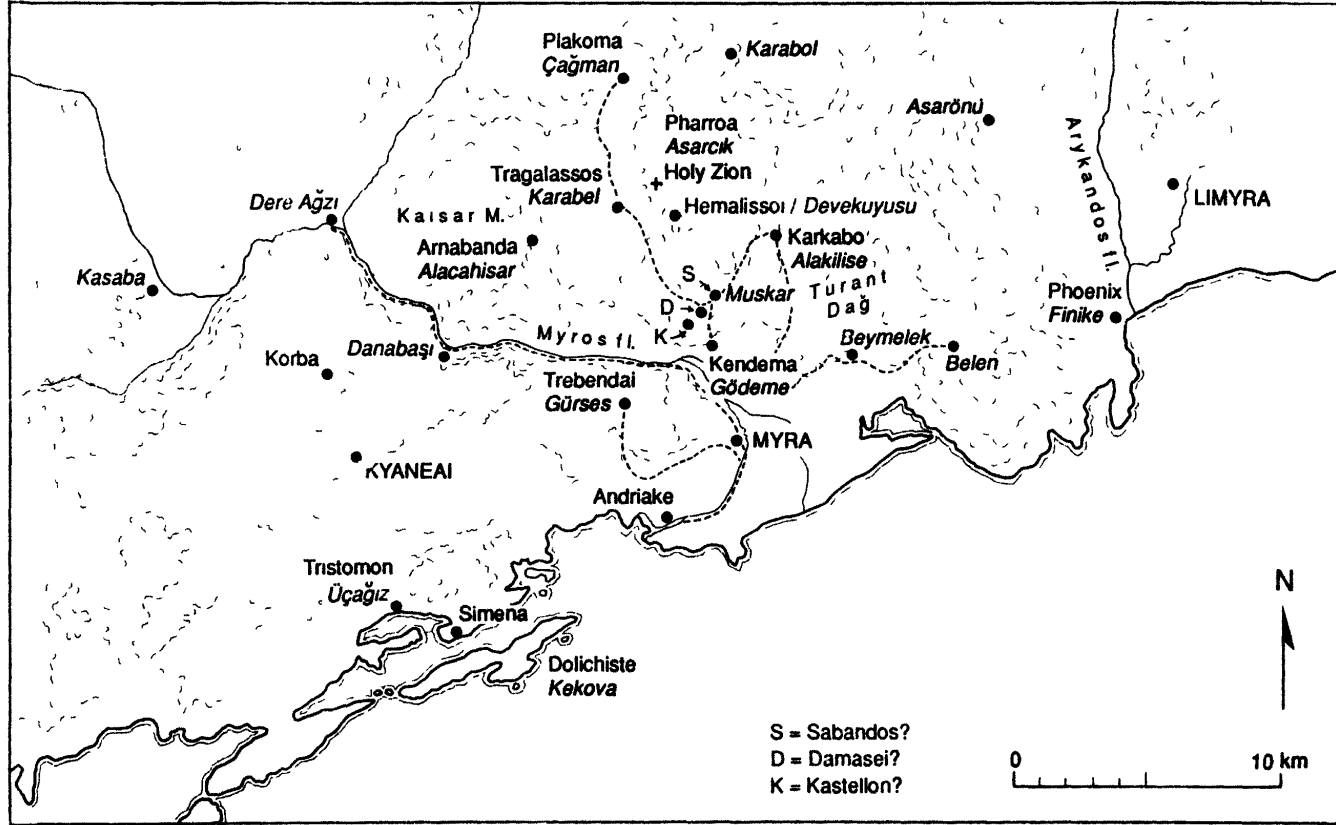 Plakoma
Çağman
Karabol
Asarönü
Pharroa
Asarcık
Holy Zion
Tragalassos
Karabel
Arykandos fl.
LIMYRA
Dere Ağzı
Kaisar M.
Hemalissoi / Devekuyusu
Arnabanda
Alacahisar
Karkabo
Alakilise
Kasaba
S
Muskar
Turant
Dağ
D
Phoenix
Finike
K
Myros fl.
Beymelek
Belen
Korba
Danabaşı
Kendema
Gödeme
Trebendai
Gürses
MYRA
KYANEAI
Andriake
Tristomon
Üçağız
Simena
N
Dolichiste
Kekova
S = Sabandos?
D = Damasei?
K = Kastellon?
0 10 km